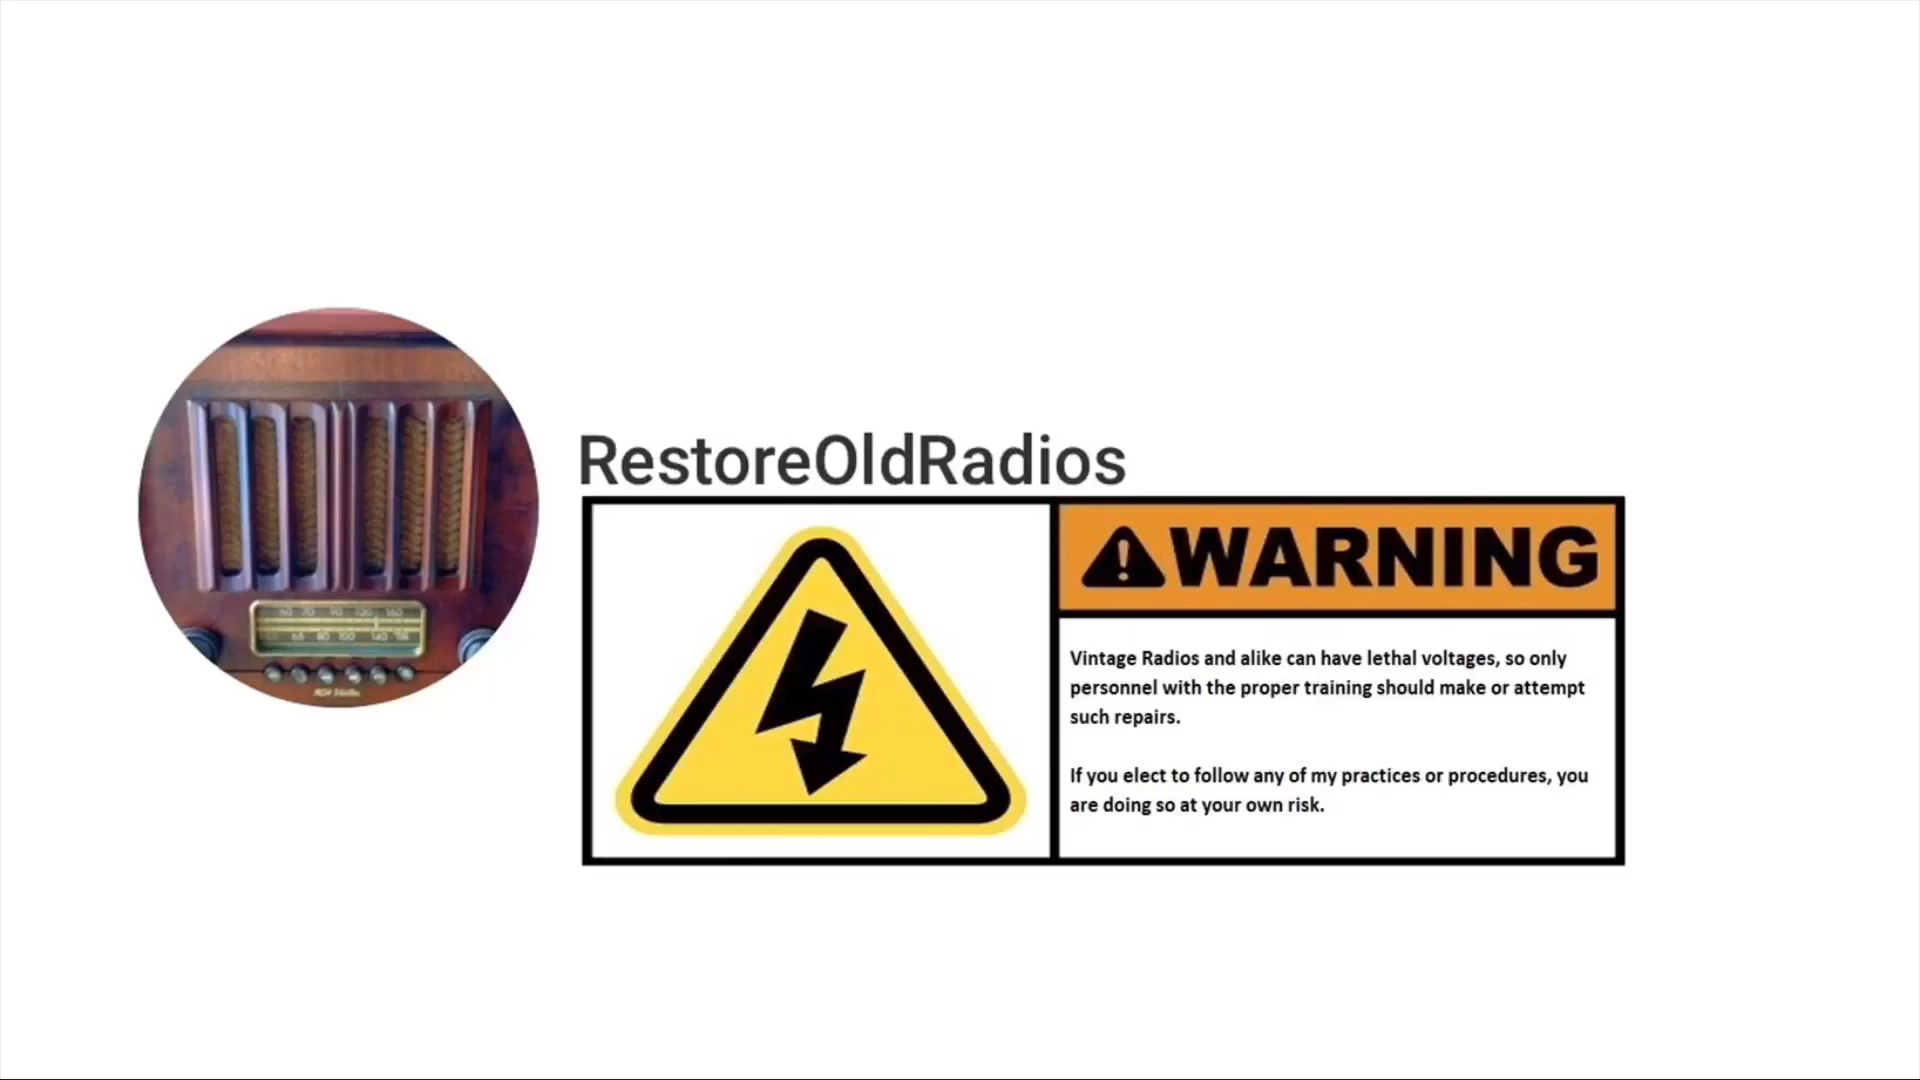 RestoreOldRadios
WARNING
Vintage Radios and alike can have lethal voltages, so only
personnel with the proper training should make or attempt
such repairs.
If you elect to follow any of my practices or procedures, you
are doing so at your own risk.